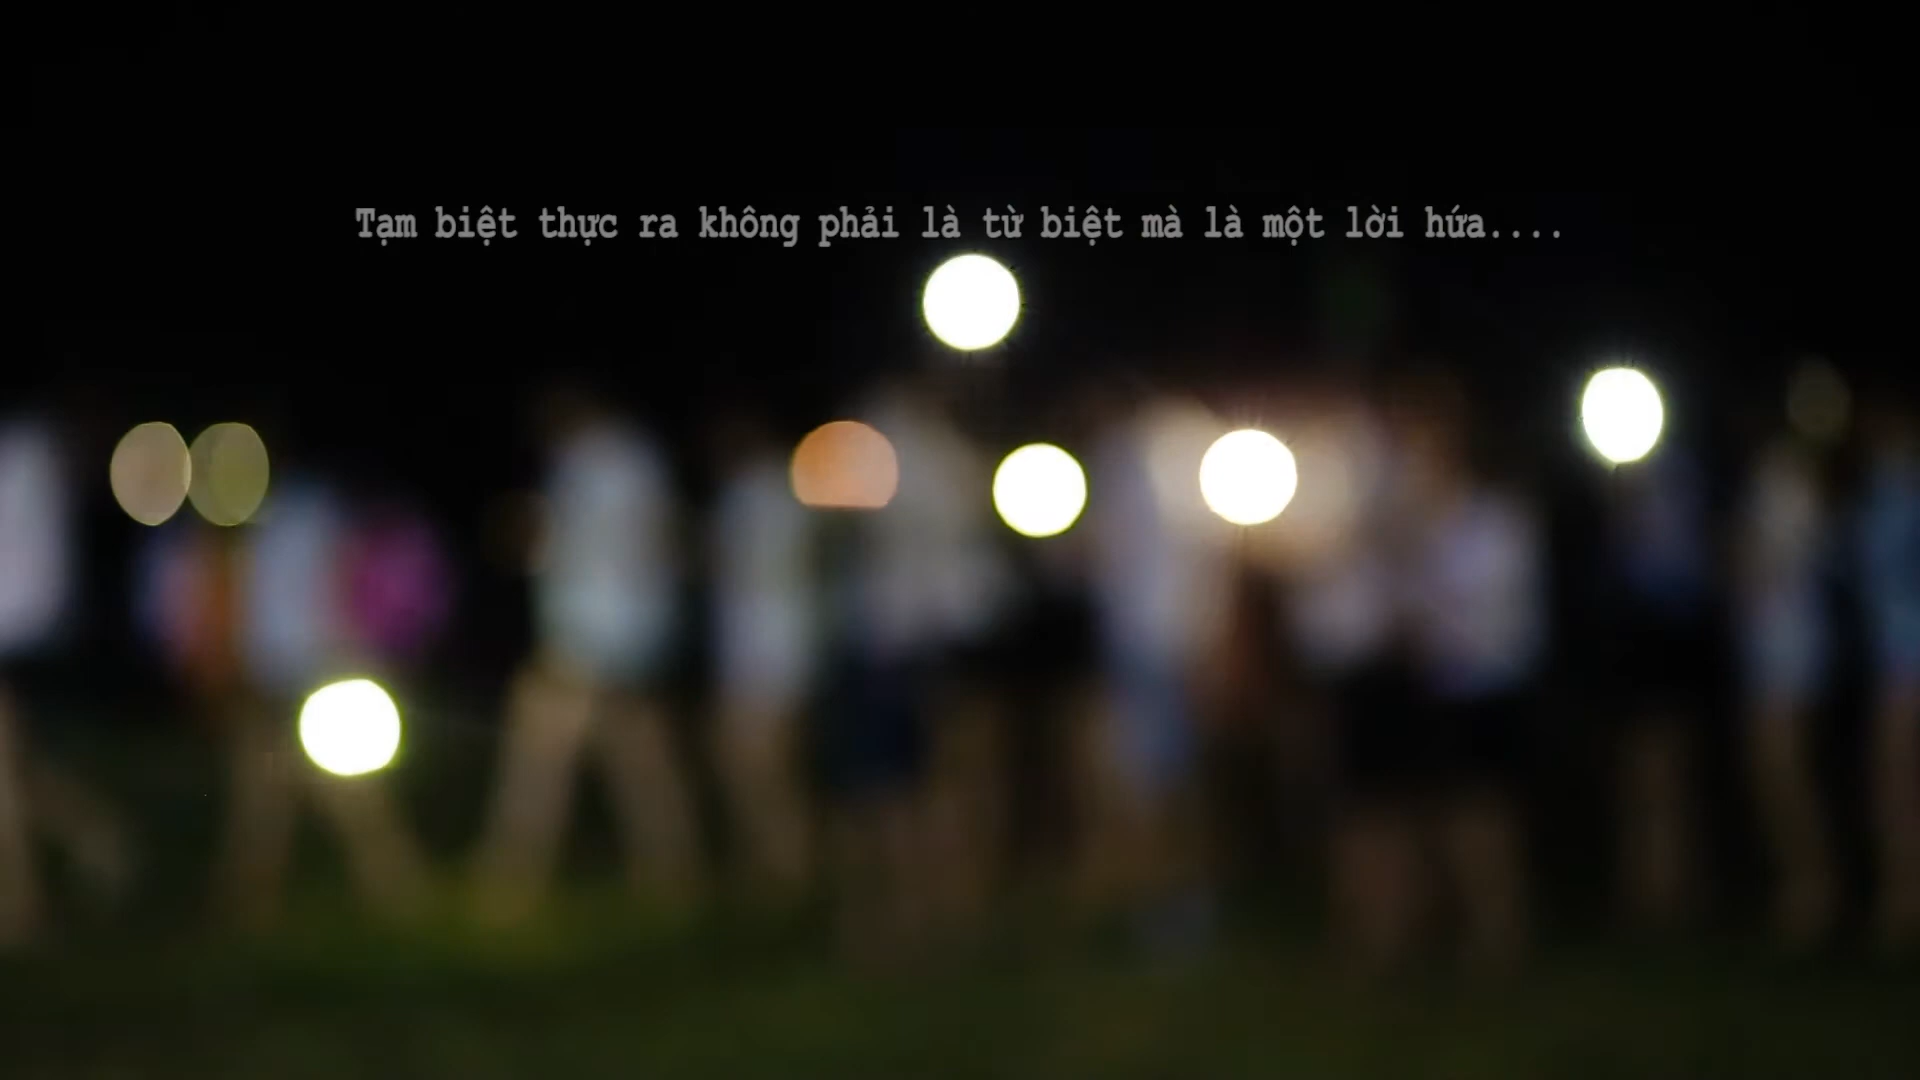 Tạm biệt thực ra không phải là từ biệt mà là một lời hứa....